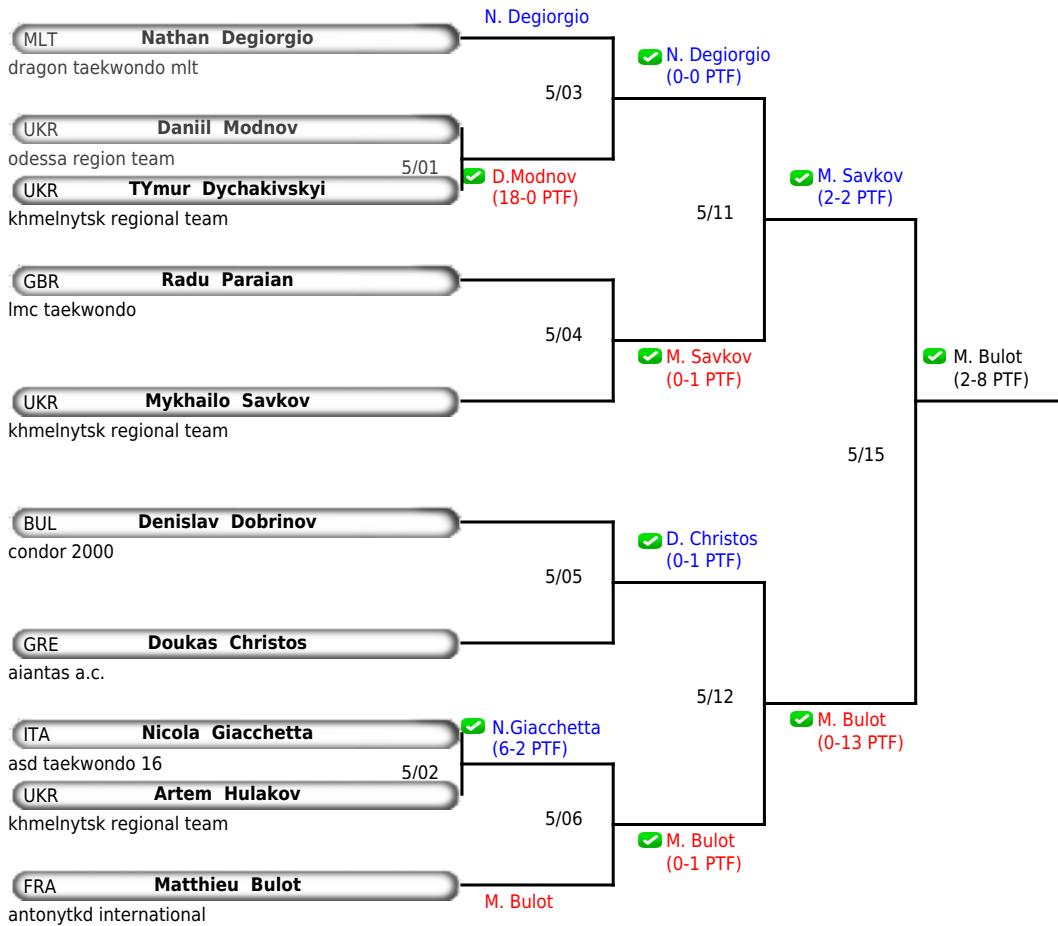 N. Degiorgio
MLT Nathan Degiorgio
dragon taekwondo mlt
N. Degiorgio
(0-0 PTF)
5/03
UKR Daniil Modnov
odessa region team
5/01
D.Modnov
(18-0 PTF)
UKR TYmur Dychakivskyi
khmelnytsk regional team
M. Savkov
(2-2 PTF)
5/11
GBR Radu Paraian
lmc taekwondo
5/04
M. Savkov
(0-1 PTF)
M. Bulot
(2-8 PTF)
UKR Mykhailo Savkov
khmelnytsk regional team
5/15
BUL Denislav Dobrinov
condor 2000
D. Christos
(0-1 PTF)
5/05
GRE Doukas Christos
aiantas a.c.
5/12
M. Bulot
(0-13 PTF)
ITA Nicola Giacchetta
asd taekwondo 16
N.Giacchetta
(6-2 PTF)
5/02
UKR Artem Hulakov
khmelnytsk regional team
5/06
M. Bulot
(0-1 PTF)
FRA Matthieu Bulot
antonytkd international
M. Bulot